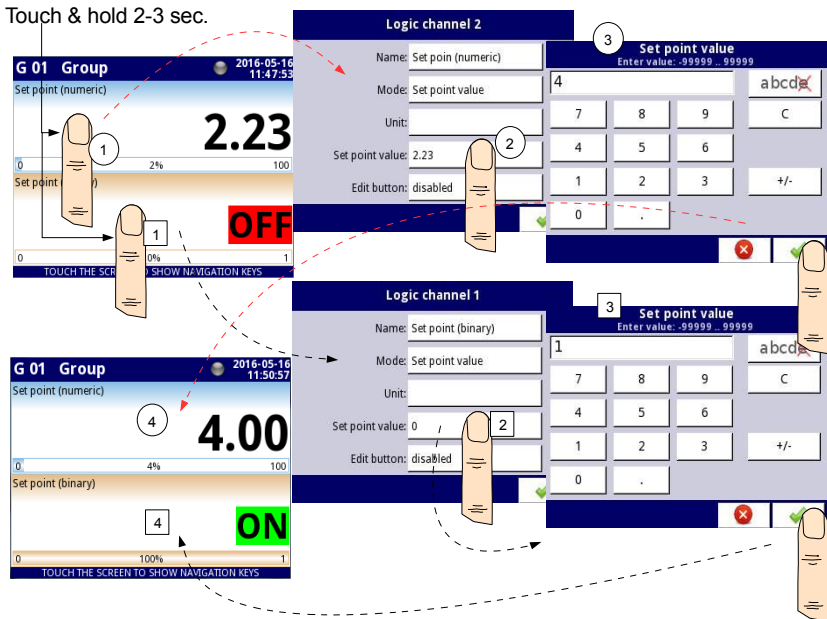 Touch & hold 2-3 sec.
G 01 Group
2016-05-16
11:47:53
Set point (numeric)
2.23
0 2% 100
Set point
OFF
0 0% 1
TOUCH THE SCREEN TO SHOW NAVIGATION KEYS
1
1
Logic channel 2
Name: Set poin (numeric)
Mode: Set point value
Unit:
Set point value: 2.23
Edit button: disabled
2
3
Set point value
Enter value: -99999 .. 99999
4 abcde
7 8 9 C
4 5 6
1 2 3 +/-
0 .
Logic channel 1
Name: Set point (binary)
Mode: Set point value
Unit:
Set point value: 0
Edit button: disabled
2
3
Set point value
Enter value: -99999 .. 99999
1 abcde
7 8 9 C
4 5 6
1 2 3 +/-
0 .
G 01 Group
2016-05-16
11:50:57
Set point (numeric)
4
4.00
0 4% 100
Set point (binary)
4
ON
0 100% 1
TOUCH THE SCREEN TO SHOW NAVIGATION KEYS